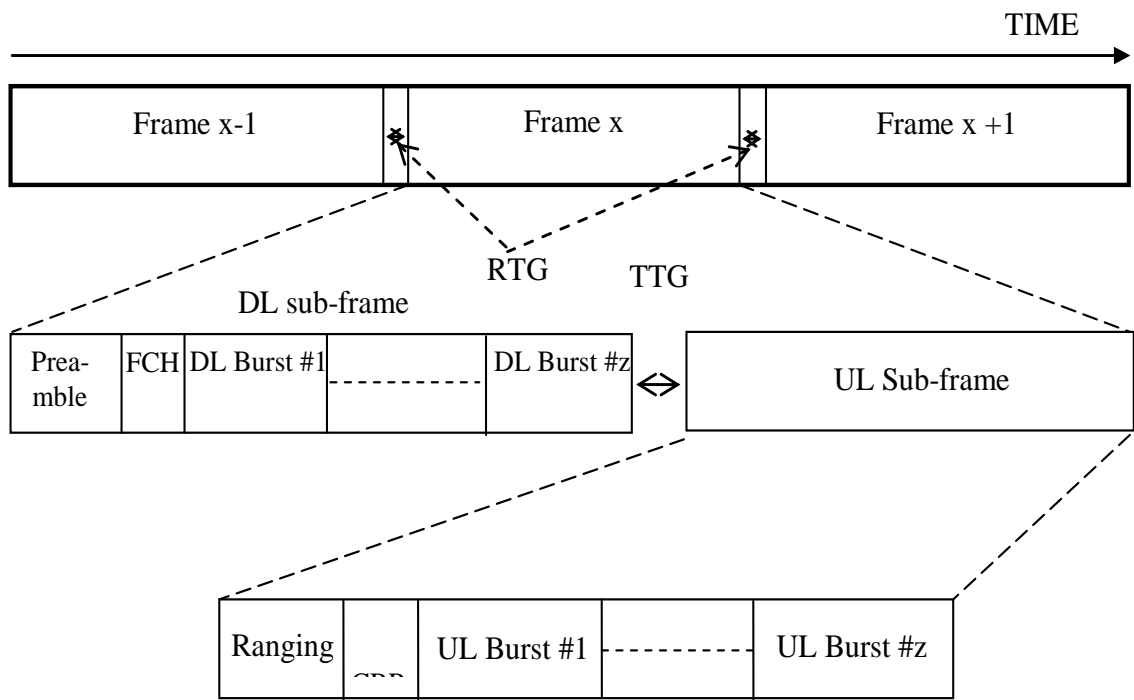 TIME
Frame x-1
Frame x
Frame x +1
RTG
TTG
DL sub-frame
Prea-
mble
FCH
DL Burst #1
DL Burst #z
UL Sub-frame
Ranging
UL Burst #1
UL Burst #z